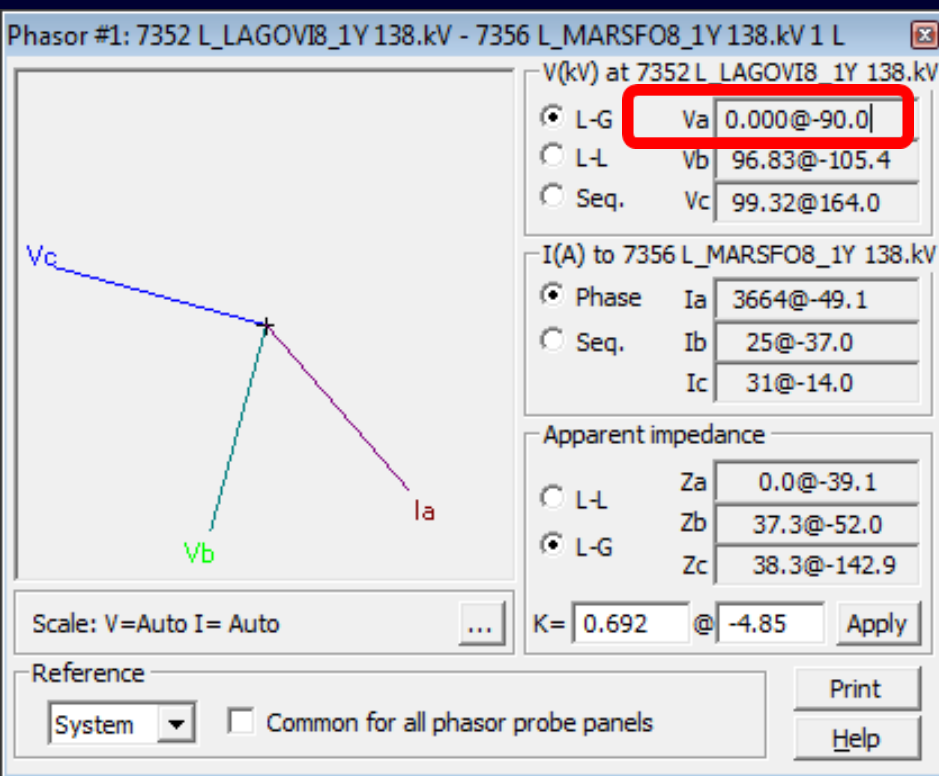 Phasor #1: 7352 L_LAGOVI8_1Y 138.kV - 7356 L_MARSFO8_1Y 138.kV 1 L
V(kV) at 7352 L_LAGOVI8_1Y 138.kV
L-G Va 0.000@-90.0
L-L Vb 96.83@-105.4
Seq. Vc 99.32@164.0
I(A) to 7356 L_MARSFO8_1Y 138.kV
Phase Ia 3664@-49.1
Seq. Ib 25@-37.0
Ic 31@-14.0
Apparent impedance
L-L Za 0.0@-39.1
L-G Zb 37.3@-52.0
Zc 38.3@-142.9
K= 0.692 @ -4.85 Apply
Vc
Ia
Vb
Scale: V=Auto I= Auto ...
Reference
System Common for all phasor probe panels
Print
Help